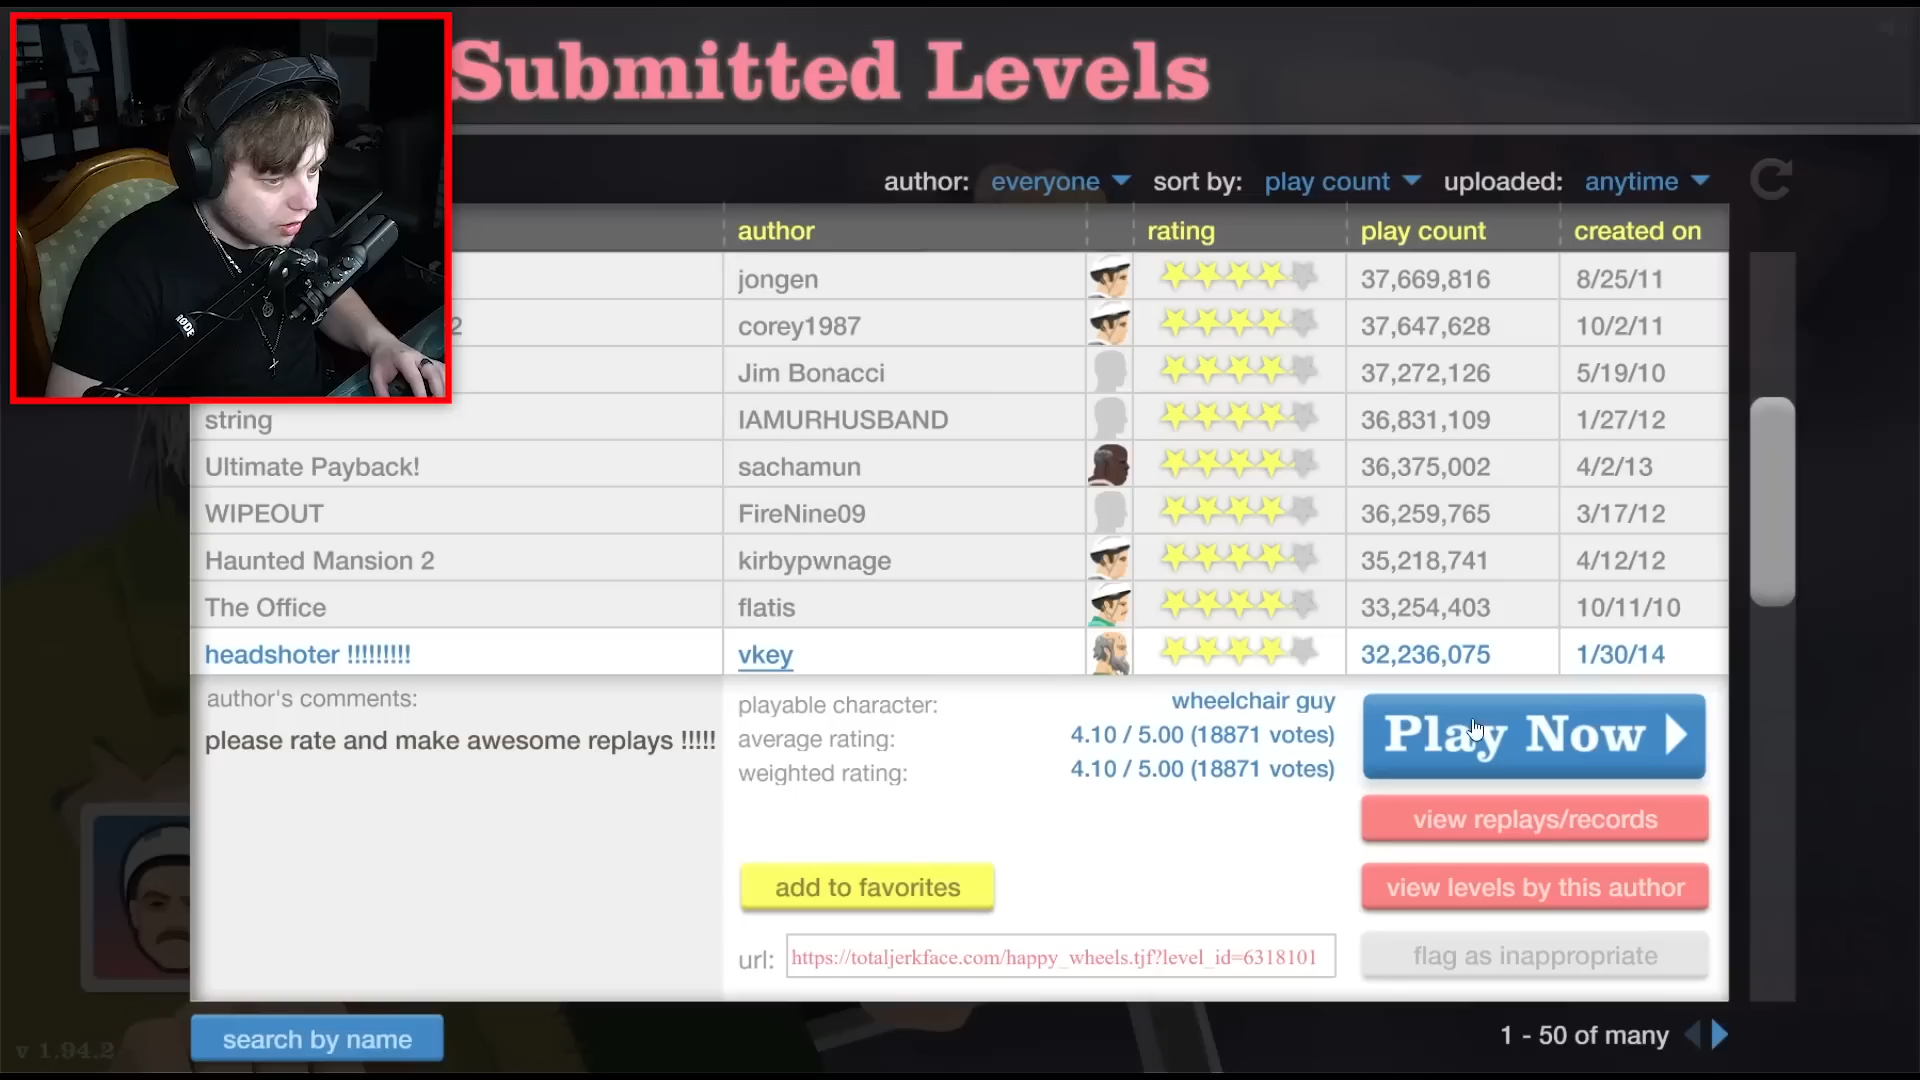 Submitted Levels
author: everyone sort by: play count uploaded: anytime
author rating play count created on
jongen 37,669,816 8/25/11
2 corey1987 37,647,628 10/2/11
Jim Bonacci 37,272,126 5/19/10
string IAMURHUSBAND 36,831,109 1/27/12
Ultimate Payback! sachamun 36,375,002 4/2/13
WIPEOUT FireNine09 36,259,765 3/17/12
Haunted Mansion 2 kirbypwnage 35,218,741 4/12/12
The Office flatis 33,254,403 10/11/10
headshoter !!!!!!!!! vkey 32,236,075 1/30/14
author's comments:
please rate and make awesome replays !!!!!
playable character: wheelchair guy
average rating: 4.10 / 5.00 (18871 votes)
weighted rating: 4.10 / 5.00 (18871 votes)
Play Now
view replays/records
add to favorites
view levels by this author
url: https://totaljerkface.com/happy_wheels.tjf?level_id=6318101
flag as inappropriate
search by name
1 - 50 of many
v 1.94.2
RØDE